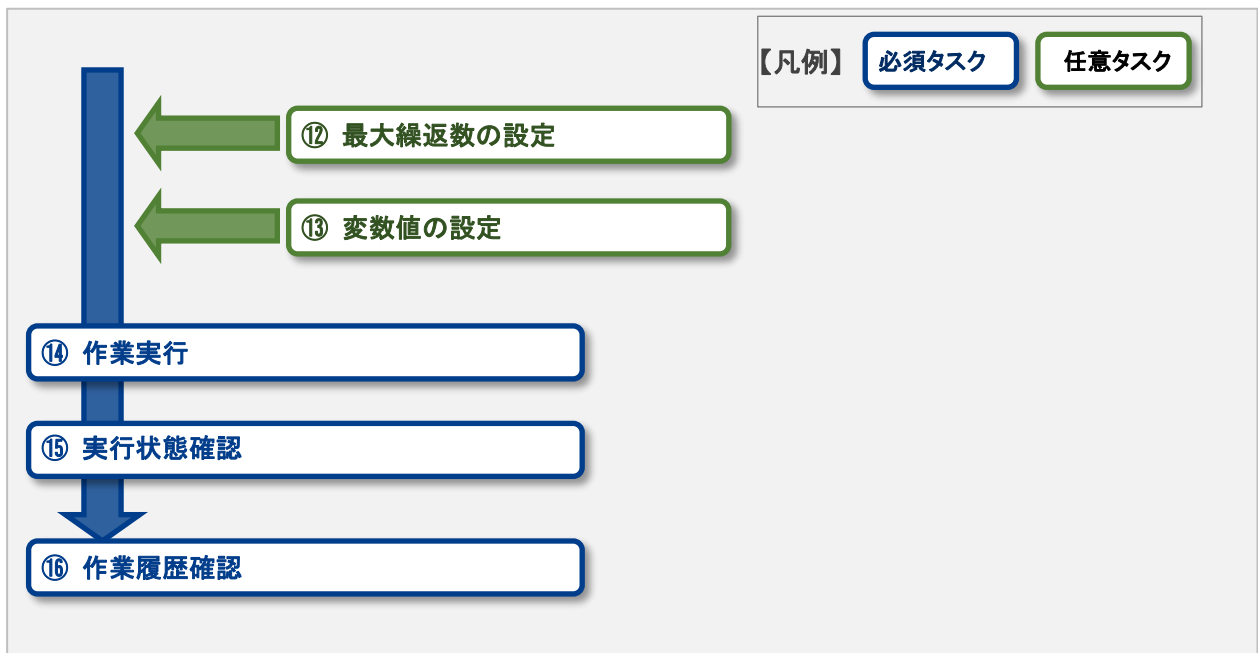 【凡例】 必須タスク 任意タスク
⑫ 最大繰返数の設定
⑬ 変数値の設定
⑭ 作業実行
⑮ 実行状態確認
⑯ 作業履歴確認